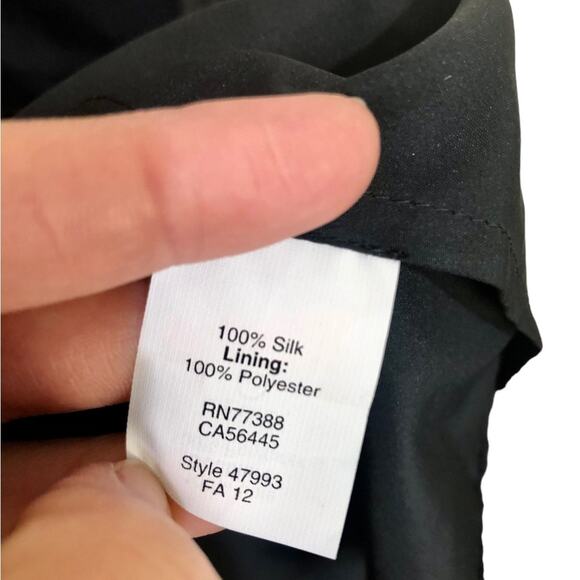 100% Silk
Lining:
100% Polyester
RN77388
CA56445
Style 47993
FA 12